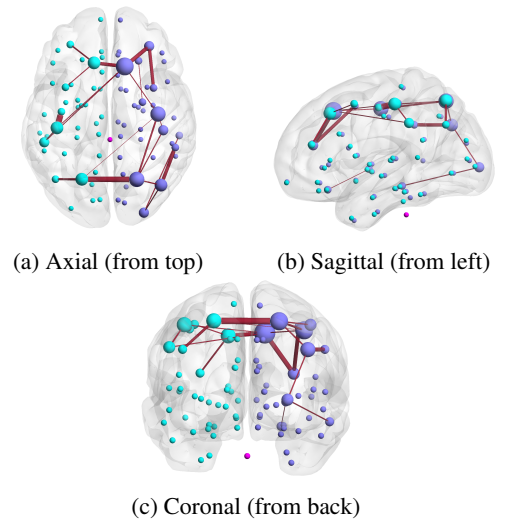 (a) Axial (from top)
(b) Sagittal (from left)
(c) Coronal (from back)